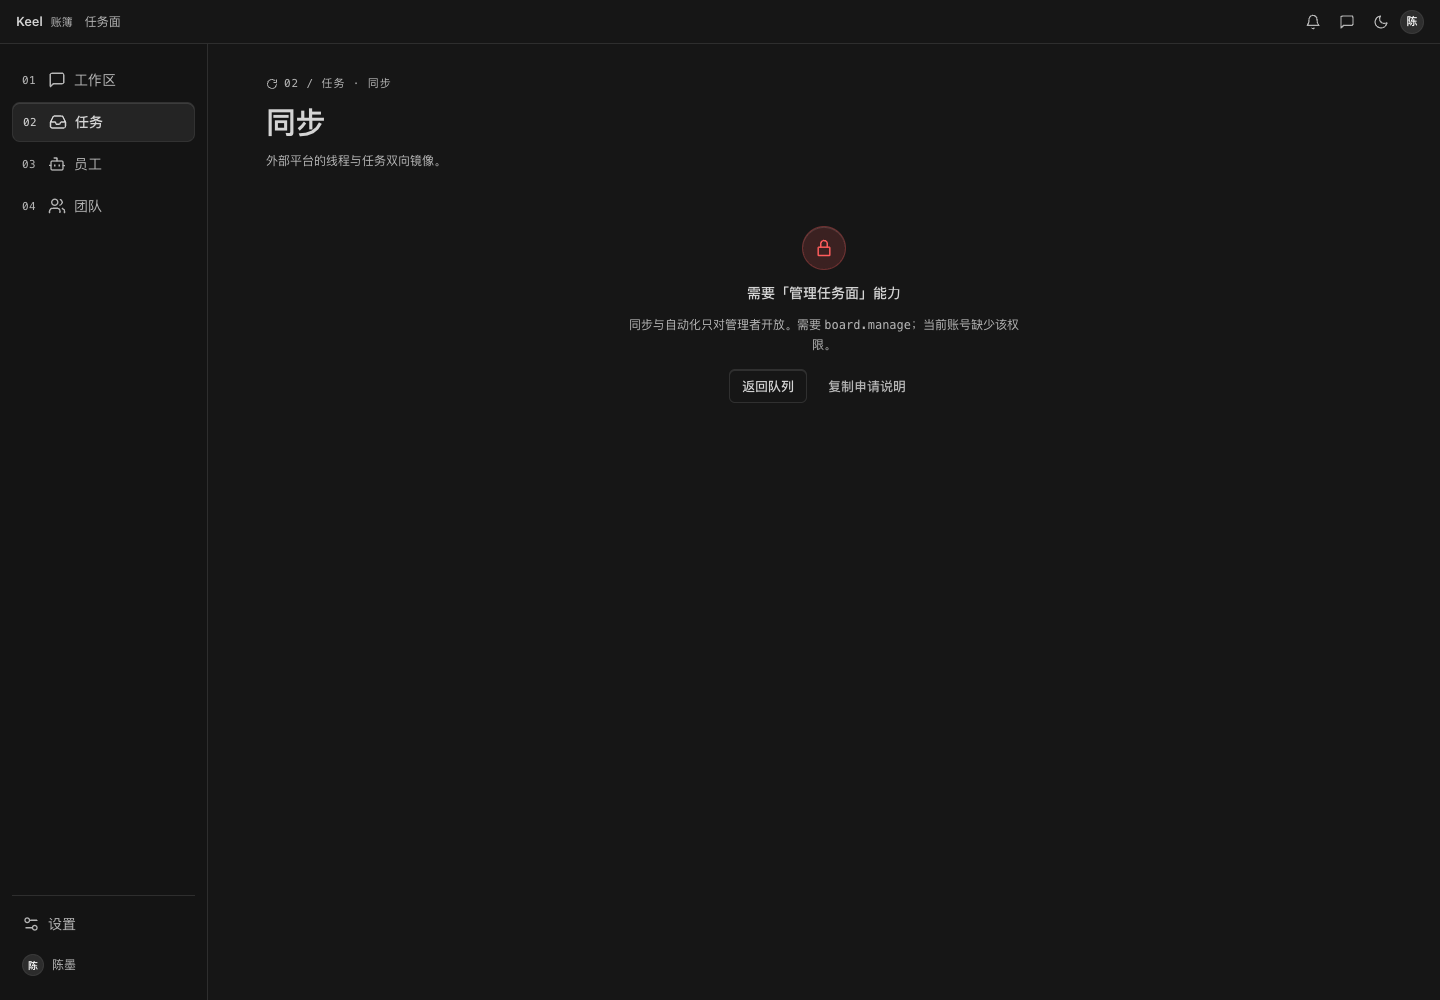 Keel 账簿 任务面
陈
01 工作区
02 任务
03 员工
04 团队
02 / 任务 · 同步
同步
外部平台的线程与任务双向镜像。
需要「管理任务面」能力
同步与自动化只对管理者开放。需要 board.manage; 当前账号缺少该权
限。
返回队列 复制申请说明
设置
陈 陈墨